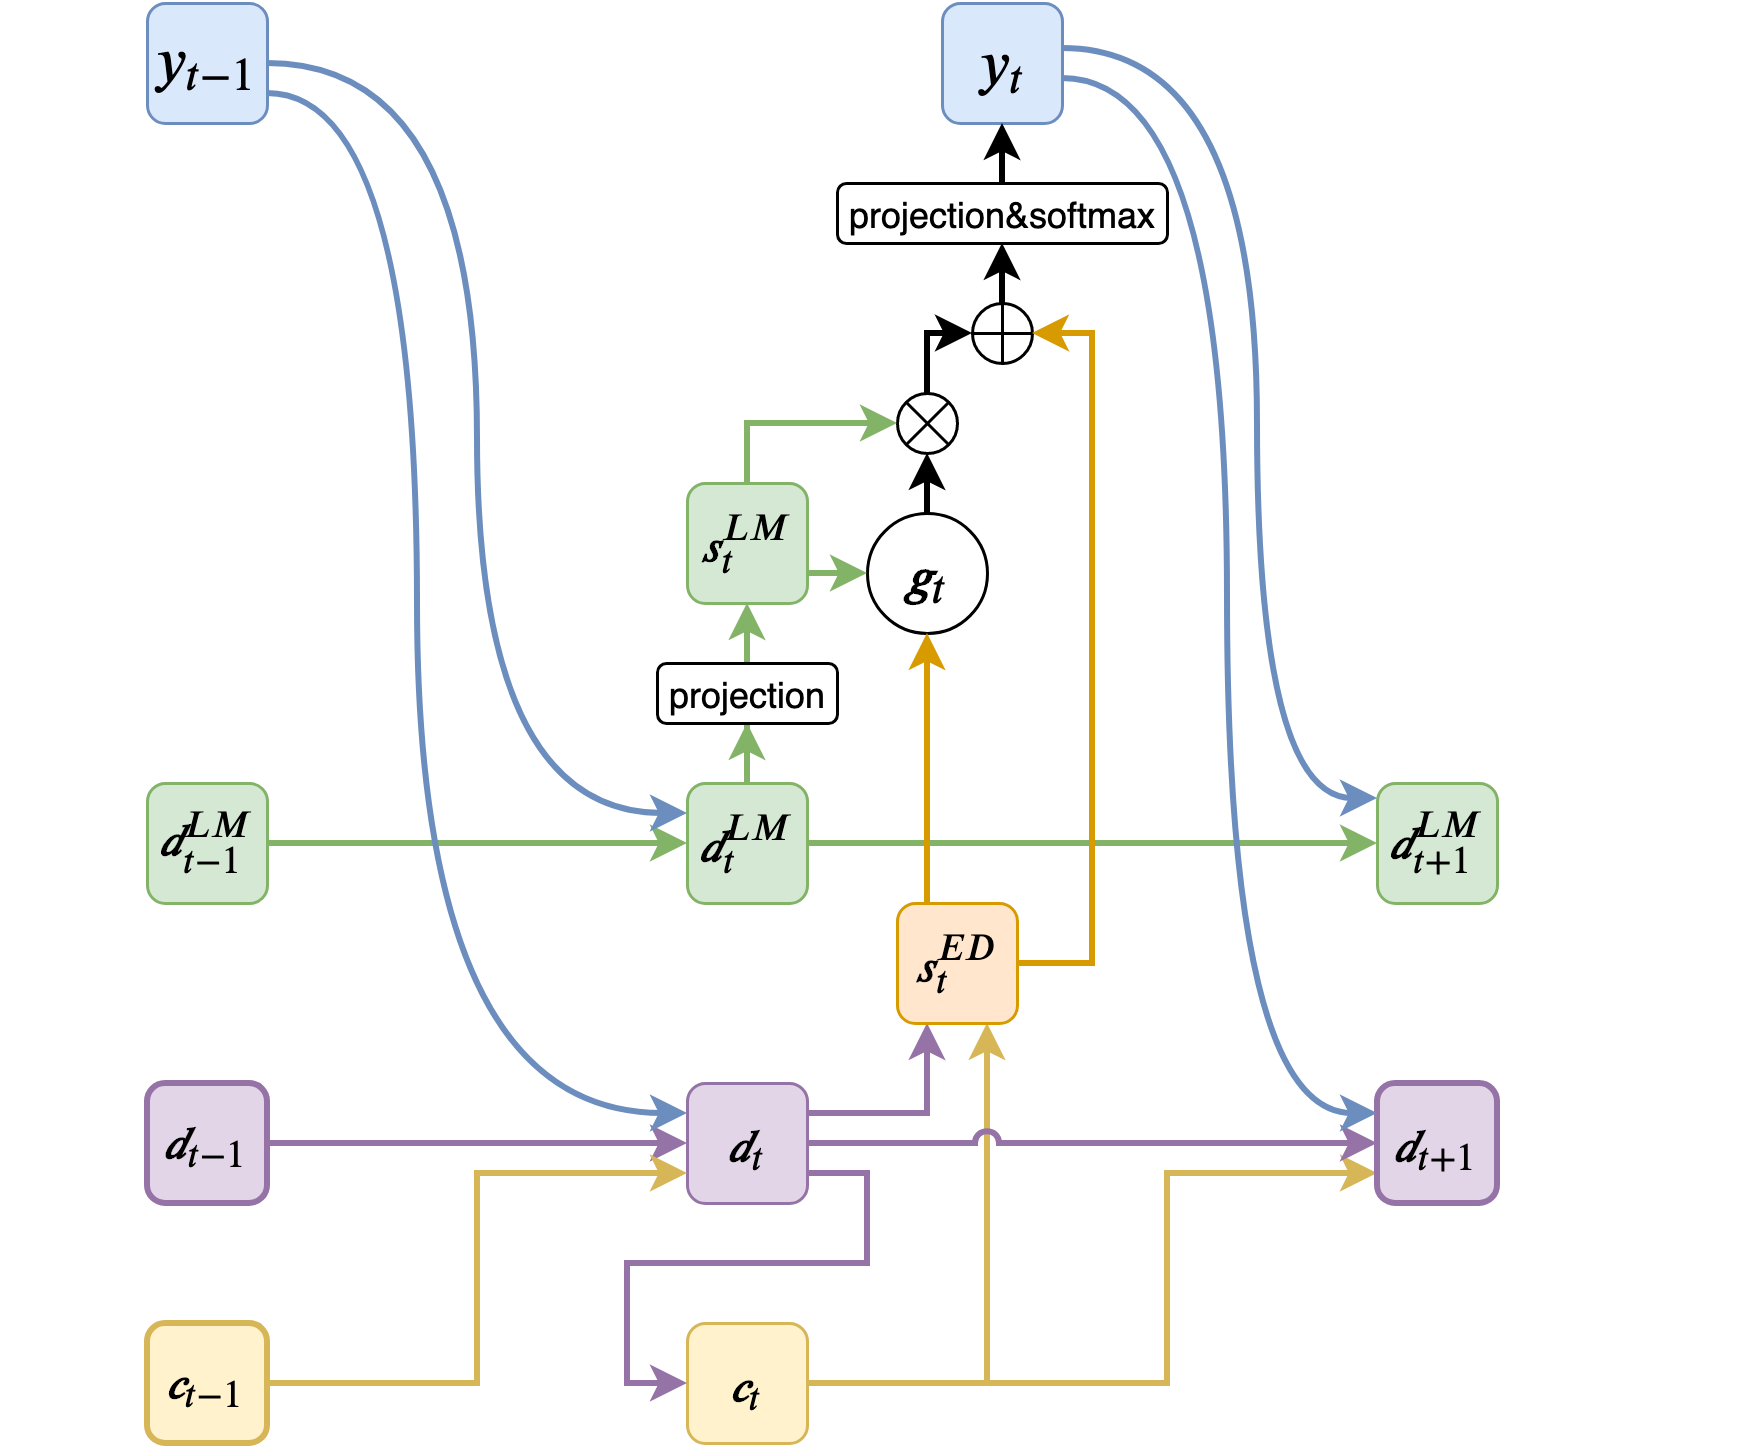 y_{t-1}
y_t
projection&softmax
s_t^{LM}
g_t
projection
d_{t-1}^{LM}
d_t^{LM}
d_{t+1}^{LM}
s_t^{ED}
d_{t-1}
d_t
d_{t+1}
c_{t-1}
c_t